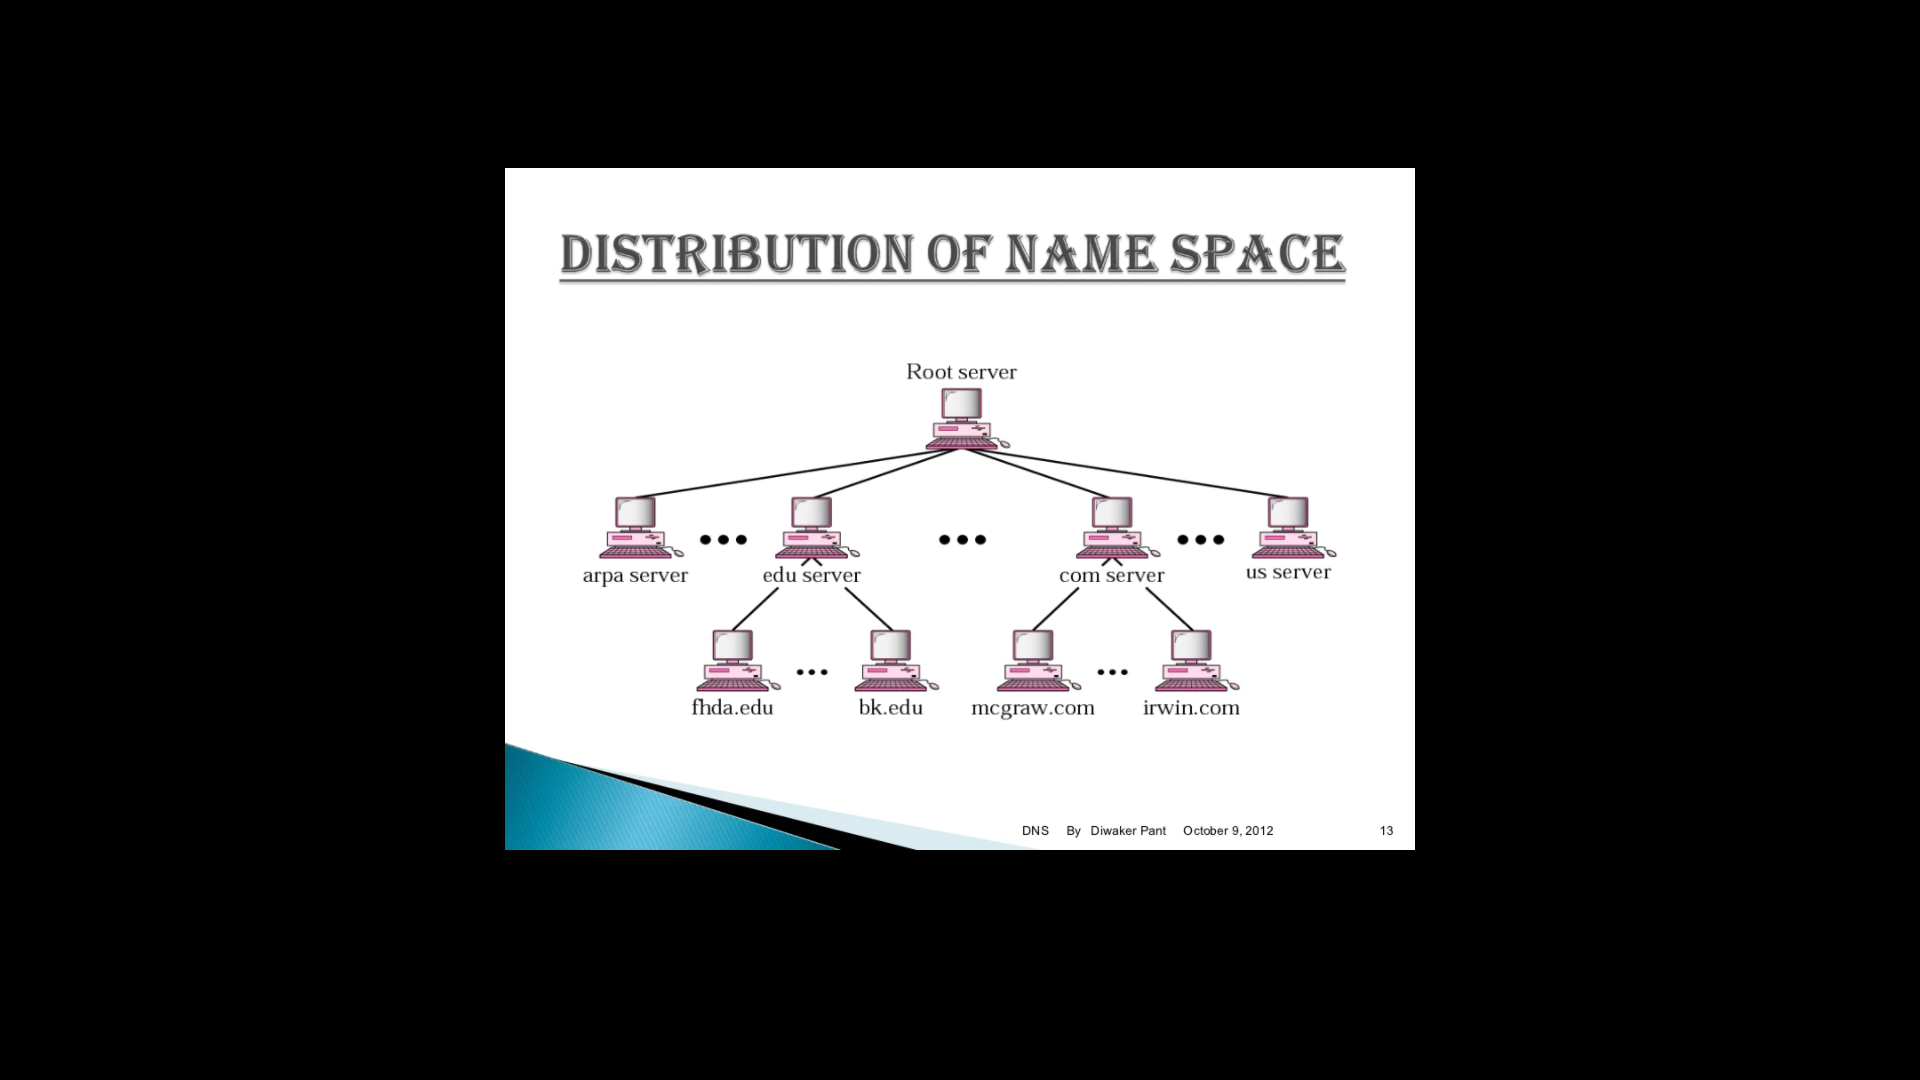 DISTRIBUTION OF NAME SPACE
Root server
arpa server edu server com server us server
fhda.edu bk.edu mcgraw.com irwin.com
DNS By Diwaker Pant October 9, 2012 13